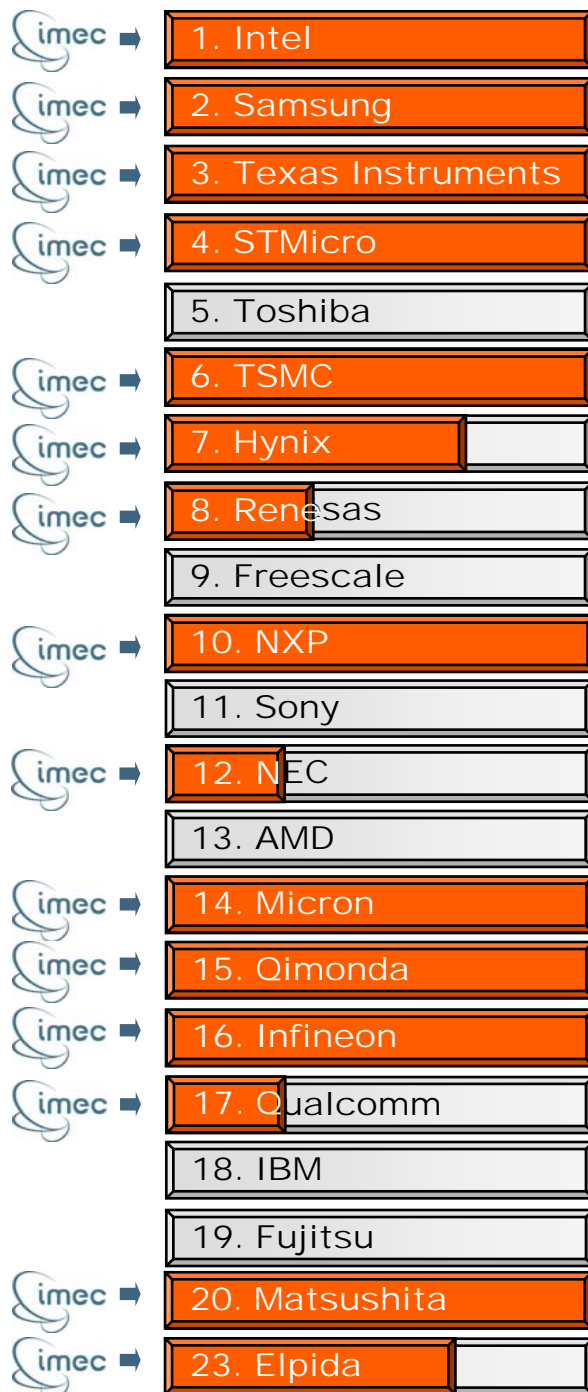 imec 1. Intel
imec 2. Samsung
imec 3. Texas Instruments
imec 4. STMicro
5. Toshiba
imec 6. TSMC
imec 7. Hynix
imec 8. Renesas
9. Freescale
imec 10. NXP
11. Sony
imec 12. NEC
13. AMD
imec 14. Micron
imec 15. Qimonda
imec 16. Infineon
imec 17. Qualcomm
18. IBM
19. Fujitsu
imec 20. Matsushita
imec 23. Elpida